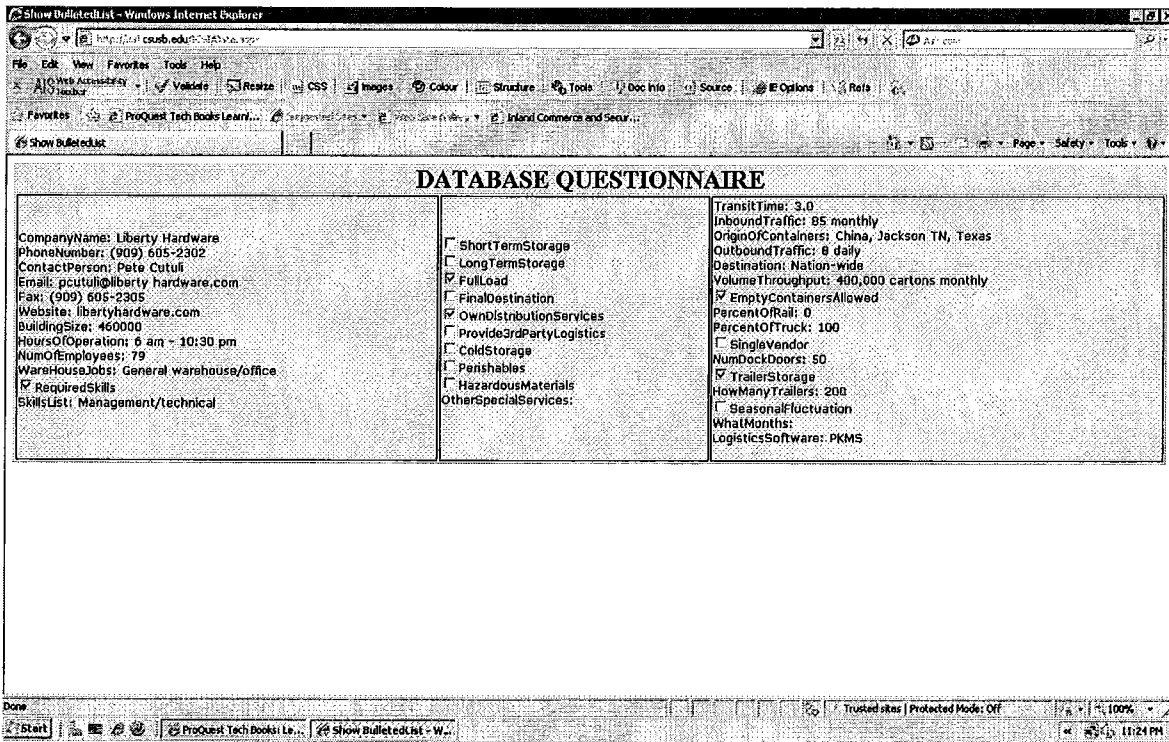 Show BulletedList - Windows Internet Explorer
csusb.edu
File Edit View Favorites Tools Help
Web Accessibility Toolbar Validate Resize CSS Images Colour Structure Tools Doc Info Source IE Options Refs
Favorites ProQuest Tech Books Learni... Inland Commerce and Secur...
Show BulletedList Page Safety Tools
DATABASE QUESTIONNAIRE
CompanyName: Liberty Hardware
PhoneNumber: (909) 605-2302
ContactPerson: Pete Cutuli
Email: pcutuli@liberty hardware.com
Fax: (909) 605-2305
Website: libertyhardware.com
BuildingSize: 460000
HoursOfOperation: 6 am - 10:30 pm
NumOfEmployees: 79
WareHouseJobs: General warehouse/office
RequiredSkills
SkillsList: Management/technical
ShortTermStorage
LongTermStorage
FullLoad
FinalDestination
OwnDistributionServices
Provide3rdPartyLogistics
ColdStorage
Perishables
HazardousMaterials
OtherSpecialServices:
TransitTime: 3.0
InboundTraffic: 85 monthly
OriginOfContainers: China, Jackson TN, Texas
OutboundTraffic: 8 daily
Destination: Nation-wide
VolumeThroughput: 400,000 cartons monthly
EmptyContainersAllowed
PercentOfRail: 0
PercentOfTruck: 100
SingleVendor
NumDockDoors: 50
TrailerStorage
HowManyTrailers: 200
SeasonalFluctuation
WhatMonths:
LogisticsSoftware: PKMS
Done Trusted sites | Protected Mode: Off 100%
Start ProQuest Tech Books: Le... Show BulletedList - W... 11:24 PM